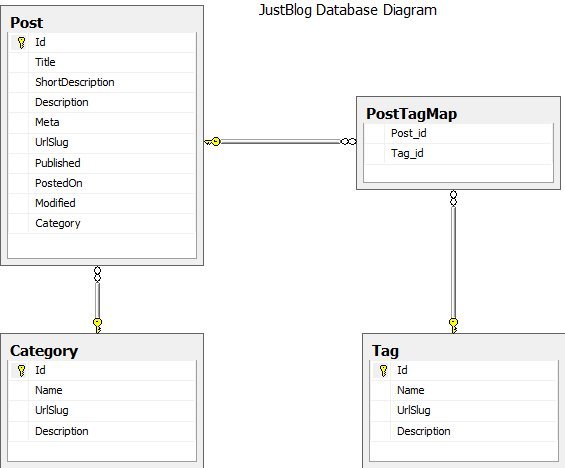 JustBlog Database Diagram
Post
Id
Title
ShortDescription
Description
Meta
UrlSlug
Published
PostedOn
Modified
Category
PostTagMap
Post_id
Tag_id
Category
Id
Name
UrlSlug
Description
Tag
Id
Name
UrlSlug
Description